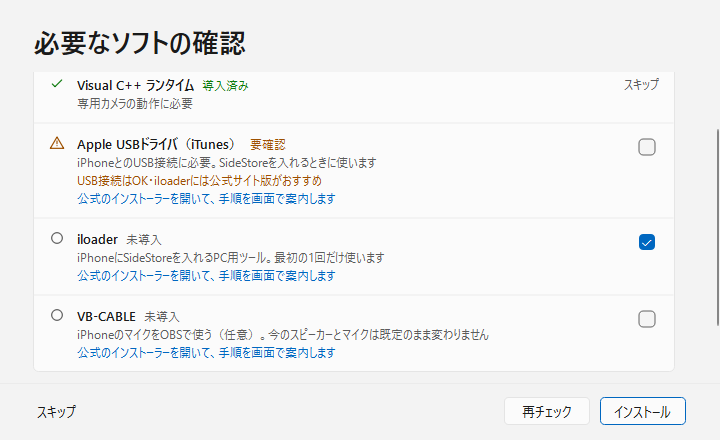 必要なソフトの確認
Visual C++ ランタイム 導入済み
スキップ
専用カメラの動作に必要
Apple USBドライバ（iTunes） 要確認
iPhoneとのUSB接続に必要。SideStoreを入れるときに使います
USB接続はOK・iloaderには公式サイト版がおすすめ
公式のインストーラーを開いて、手順を画面で案内します
iloader 未導入
iPhoneにSideStoreを入れるPC用ツール。最初の1回だけ使います
公式のインストーラーを開いて、手順を画面で案内します
VB-CABLE 未導入
iPhoneのマイクをOBSで使う（任意）。今のスピーカーとマイクは既定のまま変わりません
公式のインストーラーを開いて、手順を画面で案内します
スキップ
再チェック
インストール